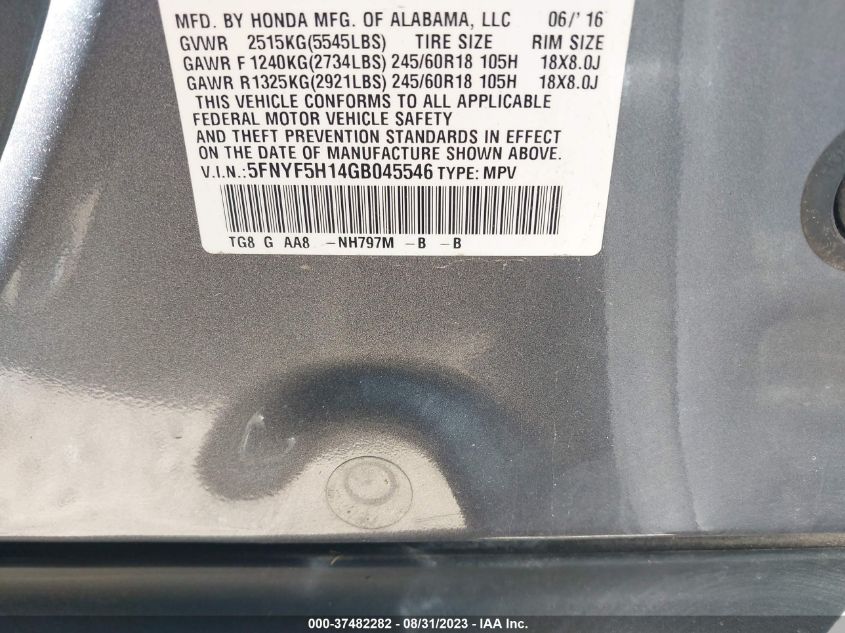 MFD. BY HONDA MFG. OF ALABAMA, LLC 06/' 16
GVWR 2515KG(5545LBS) TIRE SIZE RIM SIZE
GAWR F 1240KG(2734LBS) 245/60R18 105H 18X8.0J
GAWR R1325KG(2921LBS) 245/60R18 105H 18X8.0J
THIS VEHICLE CONFORMS TO ALL APPLICABLE
FEDERAL MOTOR VEHICLE SAFETY
AND THEFT PREVENTION STANDARDS IN EFFECT
ON THE DATE OF MANUFACTURE SHOWN ABOVE.
V.I.N.:5FNYF5H14GB045546 TYPE: MPV
TG8 G AA8 -NH797M -B -B
000-37482282 - 08/31/2023 - IAA Inc.